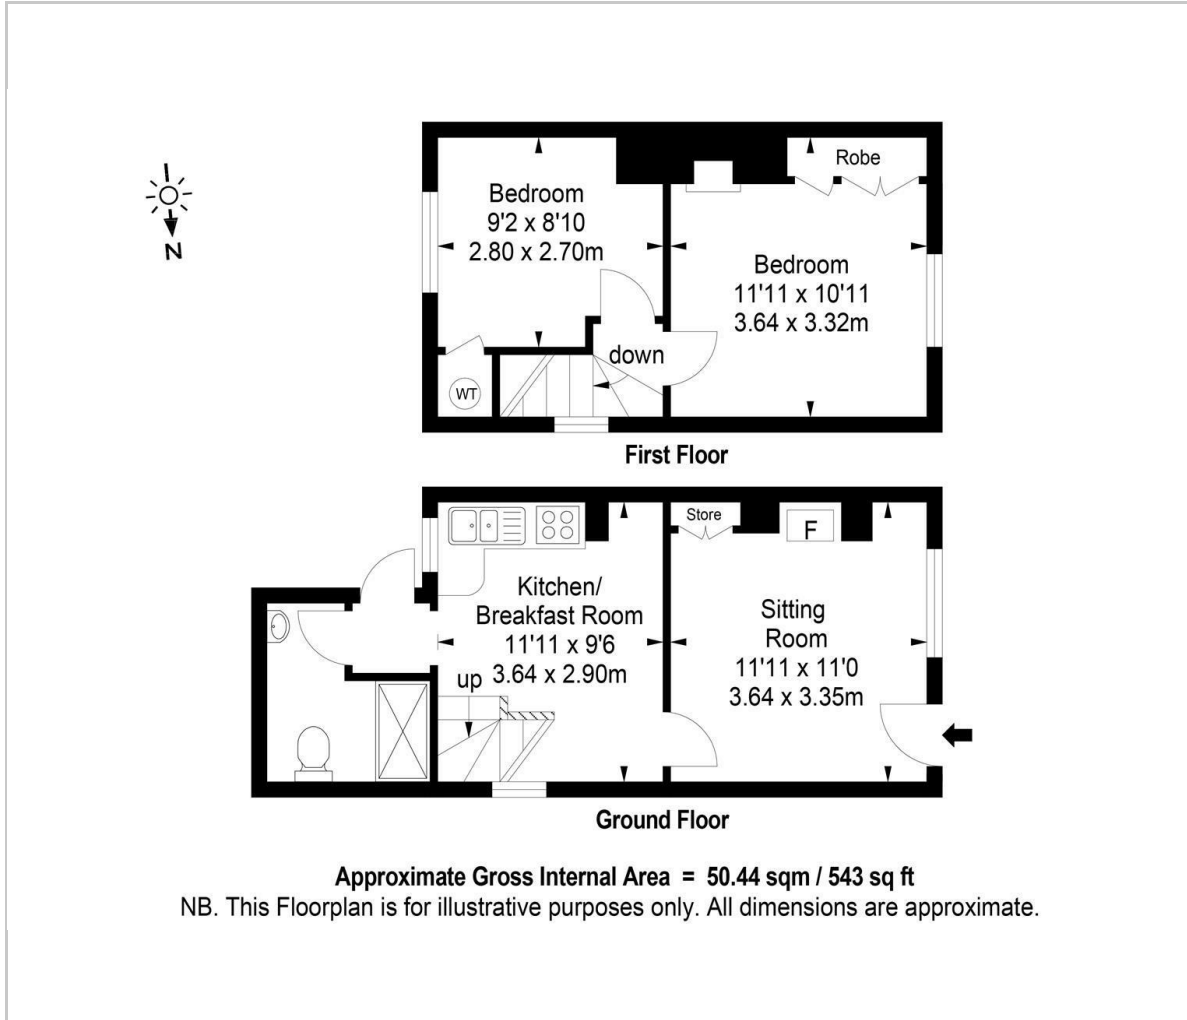 N
Bedroom
9'2 x 8'10
2.80 x 2.70m
Robe
Bedroom
11'11 x 10'11
3.64 x 3.32m
down
WT
First Floor
Store
F
Kitchen/
Breakfast Room
11'11 x 9'6
3.64 x 2.90m
up
Sitting
Room
11'11 x 11'0
3.64 x 3.35m
Ground Floor
Approximate Gross Internal Area = 50.44 sqm / 543 sq ft
NB. This Floorplan is for illustrative purposes only. All dimensions are approximate.